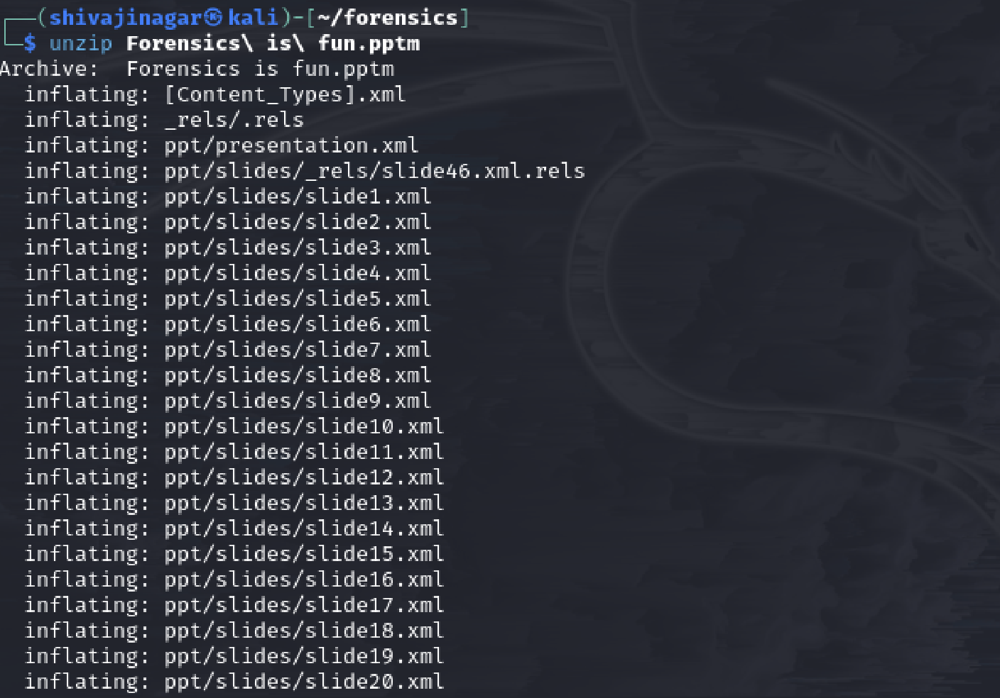 ┌──(shivajinagar㉿kali)-[~/forensics]
└─$ unzip Forensics\ is\ fun.pptm
Archive:  Forensics is fun.pptm
  inflating: [Content_Types].xml
  inflating: _rels/.rels
  inflating: ppt/presentation.xml
  inflating: ppt/slides/_rels/slide46.xml.rels
  inflating: ppt/slides/slide1.xml
  inflating: ppt/slides/slide2.xml
  inflating: ppt/slides/slide3.xml
  inflating: ppt/slides/slide4.xml
  inflating: ppt/slides/slide5.xml
  inflating: ppt/slides/slide6.xml
  inflating: ppt/slides/slide7.xml
  inflating: ppt/slides/slide8.xml
  inflating: ppt/slides/slide9.xml
  inflating: ppt/slides/slide10.xml
  inflating: ppt/slides/slide11.xml
  inflating: ppt/slides/slide12.xml
  inflating: ppt/slides/slide13.xml
  inflating: ppt/slides/slide14.xml
  inflating: ppt/slides/slide15.xml
  inflating: ppt/slides/slide16.xml
  inflating: ppt/slides/slide17.xml
  inflating: ppt/slides/slide18.xml
  inflating: ppt/slides/slide19.xml
  inflating: ppt/slides/slide20.xml